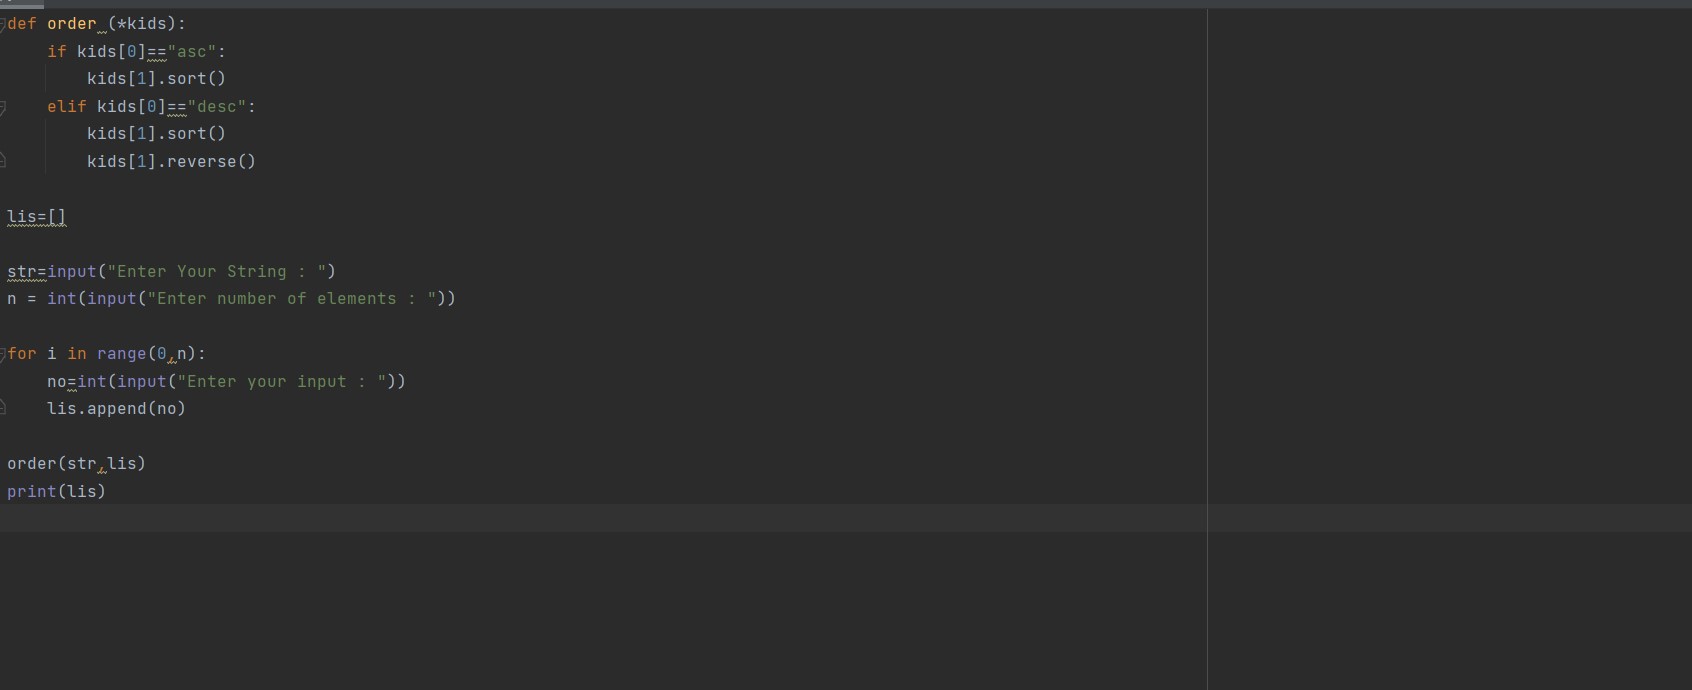 def order (*kids):
    if kids[0]=="asc":
        kids[1].sort()
    elif kids[0]=="desc":
        kids[1].sort()
        kids[1].reverse()

lis=[]

str=input("Enter Your String : ")
n = int(input("Enter number of elements : "))

for i in range(0,n):
    no=int(input("Enter your input : "))
    lis.append(no)

order(str,lis)
print(lis)